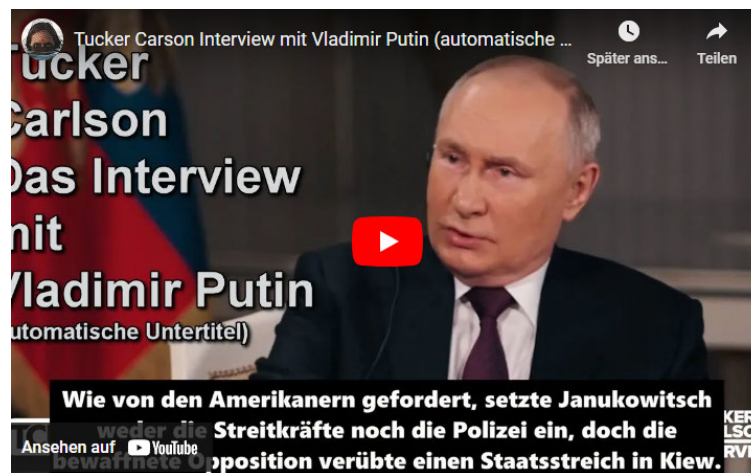 Tucker Carson Interview mit Vladimir Putin (automatische ...
Später ans...
Teilen
Tucker
Carlson
Das Interview
mit
Vladimir Putin
(automatische Untertitel)
Wie von den Amerikanern gefordert, setzte Janukowitsch
weder die Streitkräfte noch die Polizei ein, doch die
bewaffnete Opposition verübte einen Staatsstreich in Kiew.
Ansehen auf YouTube